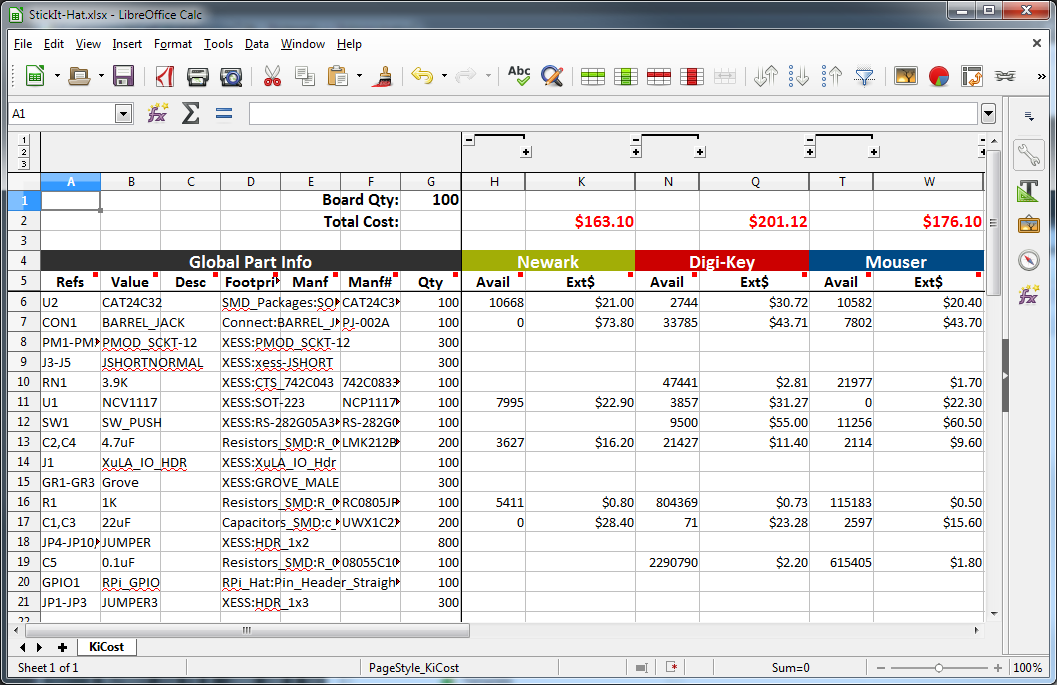 StickIt-Hat.xlsx - LibreOffice Calc
File Edit View Insert Format Tools Data Window Help
Abc
A1
1
2
3
A B C D E F G H K N Q T W
1 Board Qty: 100
2 Total Cost: $163.10 $201.12 $176.10
3
4 Global Part Info Newark Digi-Key Mouser
5 Refs Value Desc Footpri Manf Manf# Qty Avail Ext$ Avail Ext$ Avail Ext$
6 U2 CAT24C32 SMD_Packages:SO CAT24C3 100 10668 $21.00 2744 $30.72 10582 $20.40
7 CON1 BARREL_JACK Connect:BARREL_J PJ-002A 100 0 $73.80 33785 $43.71 7802 $43.70
8 PM1-PM PMOD_SCKT-12 XESS:PMOD_SCKT-12 300
9 J3-J5 JSHORTNORMAL XESS:xess-JSHORT 300
10 RN1 3.9K XESS:CTS_742C043 742C083 100 47441 $2.81 21977 $1.70
11 U1 NCV1117 XESS:SOT-223 NCP1117 100 7995 $22.90 3857 $31.27 0 $22.30
12 SW1 SW_PUSH XESS:RS-282G05A3 RS-282G0 100 9500 $55.00 11256 $60.50
13 C2,C4 4.7uF Resistors_SMD:R_0 LMK212B 200 3627 $16.20 21427 $11.40 2114 $9.60
14 J1 XuLA_IO_HDR XESS:XuLA_IO_Hdr 100
15 GR1-GR3 Grove XESS:GROVE_MALE 300
16 R1 1K Resistors_SMD:R_0 RC0805JR 100 5411 $0.80 804369 $0.73 115183 $0.50
17 C1,C3 22uF Capacitors_SMD:c_ UWX1C2 200 0 $28.40 71 $23.28 2597 $15.60
18 JP4-JP10, JUMPER XESS:HDR_1x2 800
19 C5 0.1uF Resistors_SMD:R_0 08055C10 100 2290790 $2.20 615405 $1.80
20 GPIO1 RPi_GPIO RPi_Hat:Pin_Header_Straigh 100
21 JP1-JP3 JUMPER3 XESS:HDR_1x3 300
22
KiCost
Sheet 1 of 1 PageStyle_KiCost Sum=0 100%